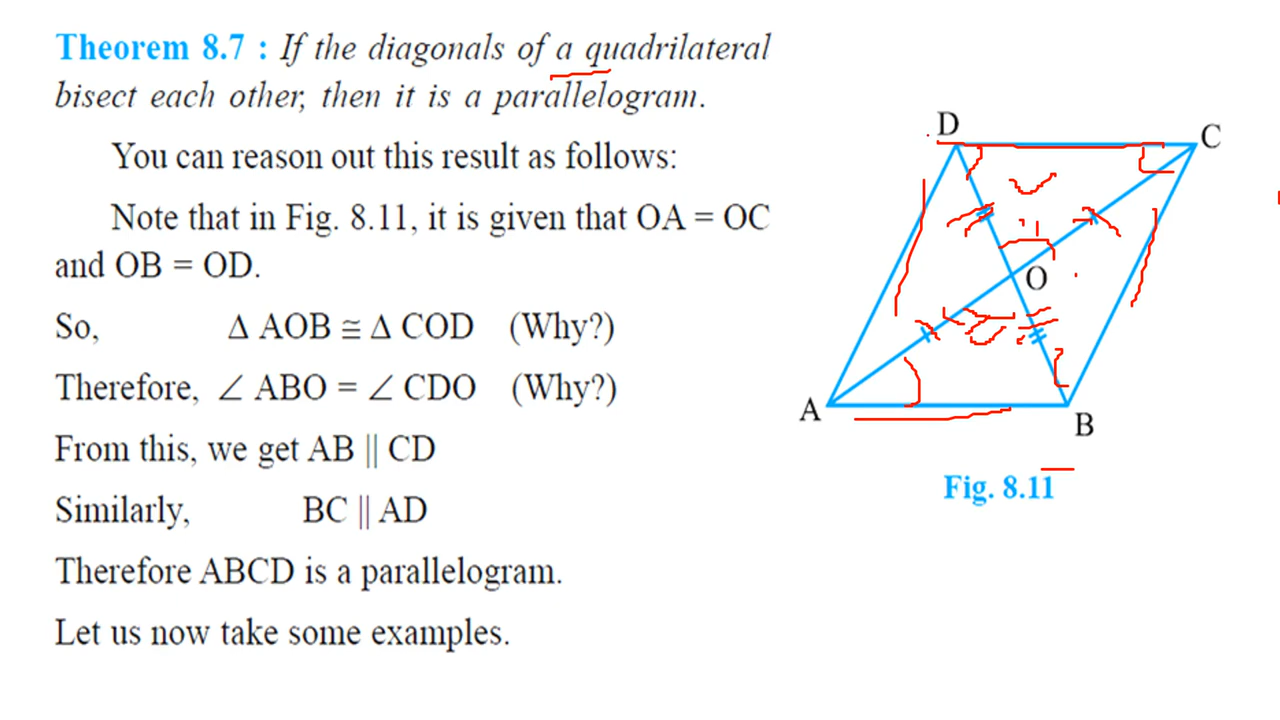 Theorem 8.7 : If the diagonals of a quadrilateral
bisect each other, then it is a parallelogram.
You can reason out this result as follows:
Note that in Fig. 8.11, it is given that OA = OC
and OB = OD.
So, Δ AOB ≅ Δ COD (Why?)
Therefore, ∠ ABO = ∠ CDO (Why?)
From this, we get AB || CD
Similarly, BC || AD
Therefore ABCD is a parallelogram.
Let us now take some examples.
D
C
O
A
B
Fig. 8.11